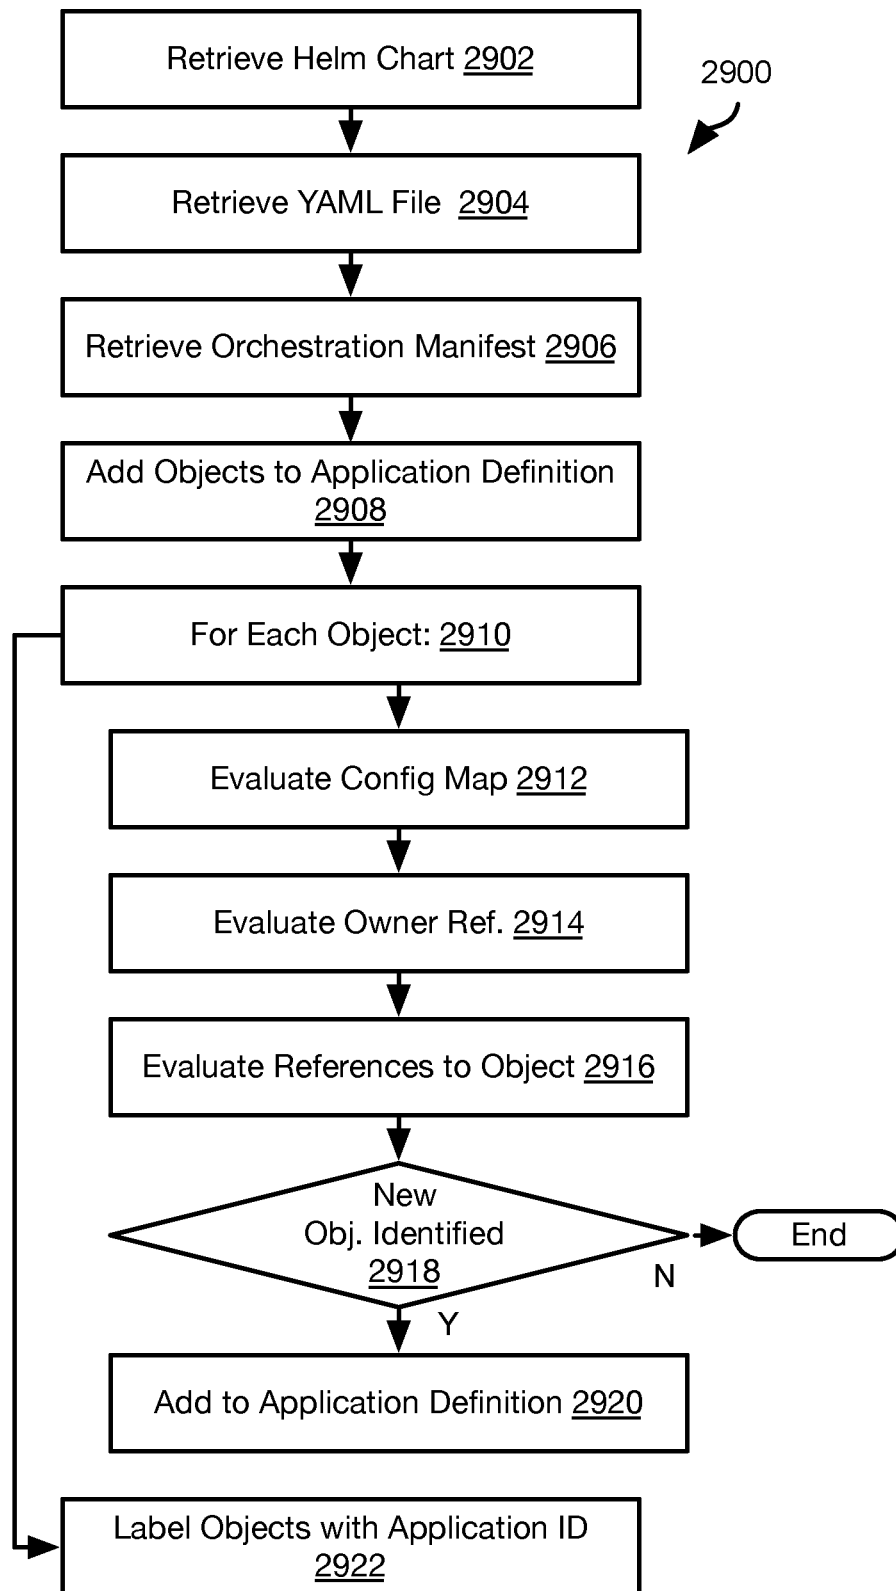 Retrieve Helm Chart 2902
2900
Retrieve YAML File 2904
Retrieve Orchestration Manifest 2906
Add Objects to Application Definition
2908
For Each Object: 2910
Evaluate Config Map 2912
Evaluate Owner Ref. 2914
Evaluate References to Object 2916
New
Obj. Identified
2918
End
N
Y
Add to Application Definition 2920
Label Objects with Application ID
2922